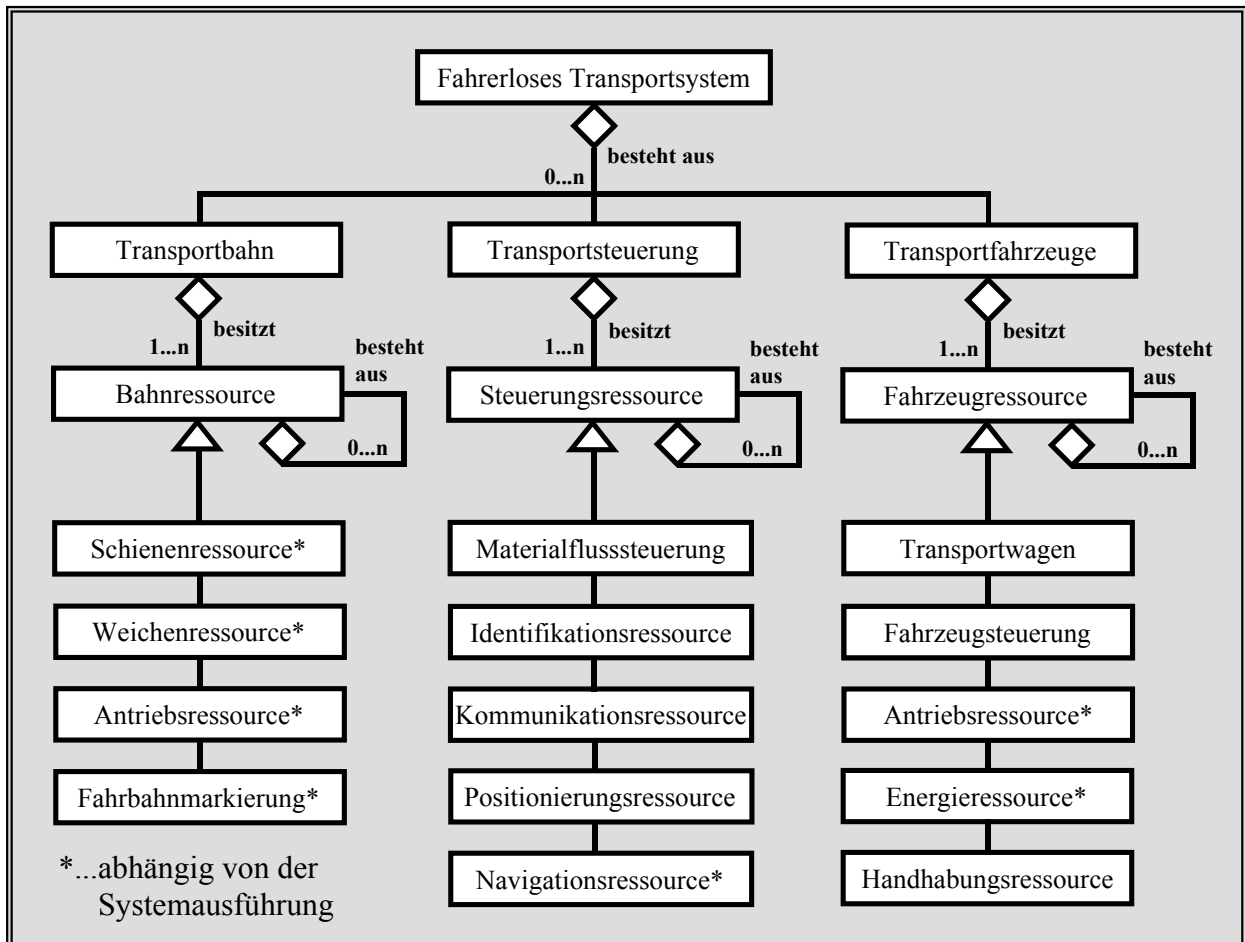 Fahrerloses Transportsystem
besteht aus
0...n
Transportbahn
Transportsteuerung
Transportfahrzeuge
besitzt
1...n
besteht
aus
besitzt
1...n
besteht
aus
besitzt
1...n
besteht
aus
Bahnressource
Steuerungsressource
Fahrzeugressource
0...n
0...n
0...n
Schienenressource*
Materialflusssteuerung
Transportwagen
Weichenressource*
Identifikationsressource
Fahrzeugsteuerung
Antriebsressource*
Kommunikationsressource
Antriebsressource*
Fahrbahnmarkierung*
Positionierungsressource
Energieressource*
*...abhängig von der
Systemausführung
Navigationsressource*
Handhabungsressource